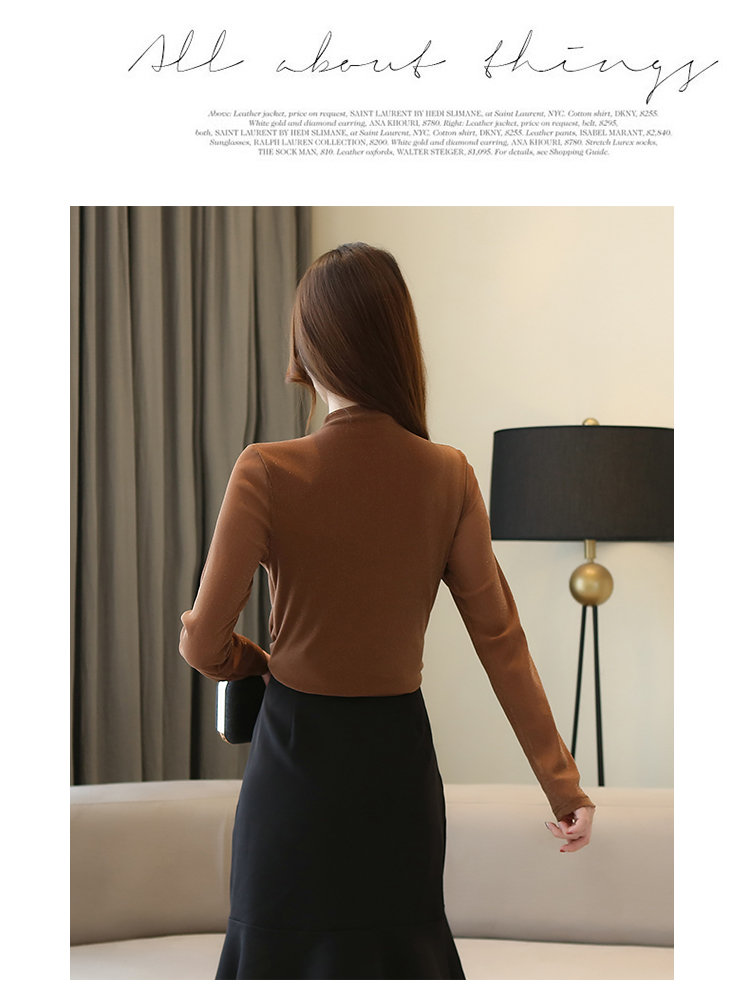 All about things
Above: Leather jacket, price on request, SAINT LAURENT BY HEDI SLIMANE, at Saint Laurent, NYC. Cotton shirt, DKNY, $255.
White gold and diamond earring, ANA KHOURI, $780. Right: Leather jacket, price on request, belt, $295,
both, SAINT LAURENT BY HEDI SLIMANE, at Saint Laurent, NYC. Cotton shirt, DKNY, $255. Leather pants, ISABEL MARANT, $2,840.
Sunglasses, RALPH LAUREN COLLECTION, $200. White gold and diamond earring, ANA KHOURI, $780. Stretch Lurex socks,
THE SOCK MAN, $10. Leather oxfords, WALTER STEIGER, $1,095. For details, see Shopping Guide.